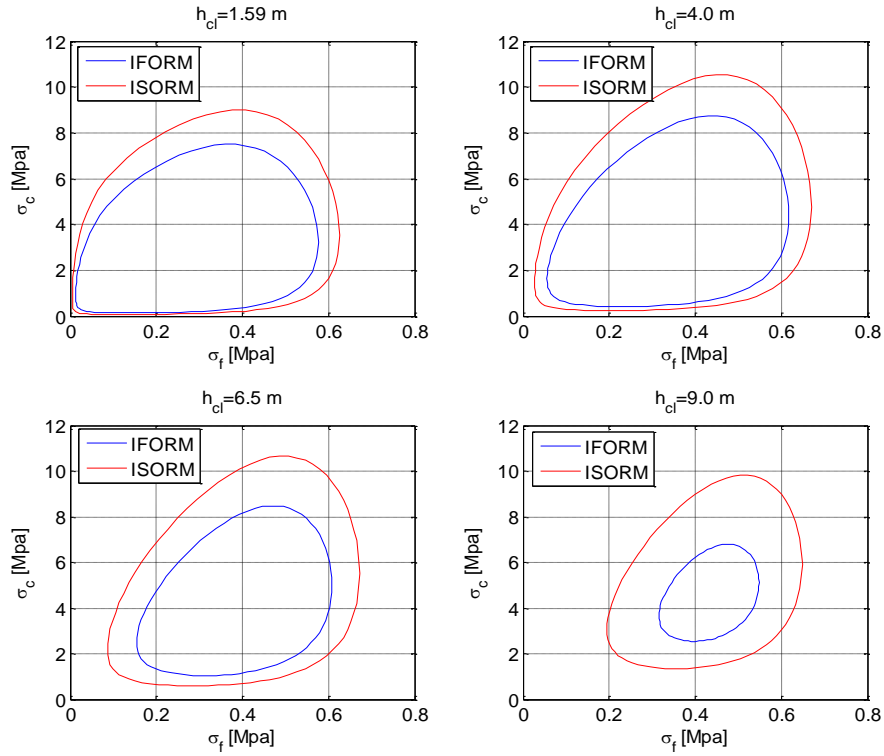 h_cl=1.59 m
h_cl=4.0 m
12
10
8
6
4
2
0
σ_c [Mpa]
IFORM
ISORM
0
0.2
0.4
0.6
0.8
σ_f [Mpa]
12
10
8
6
4
2
0
σ_c [Mpa]
IFORM
ISORM
0
0.2
0.4
0.6
0.8
σ_f [Mpa]
h_cl=6.5 m
h_cl=9.0 m
12
10
8
6
4
2
0
σ_c [Mpa]
IFORM
ISORM
0
0.2
0.4
0.6
0.8
σ_f [Mpa]
12
10
8
6
4
2
0
σ_c [Mpa]
IFORM
ISORM
0
0.2
0.4
0.6
0.8
σ_f [Mpa]